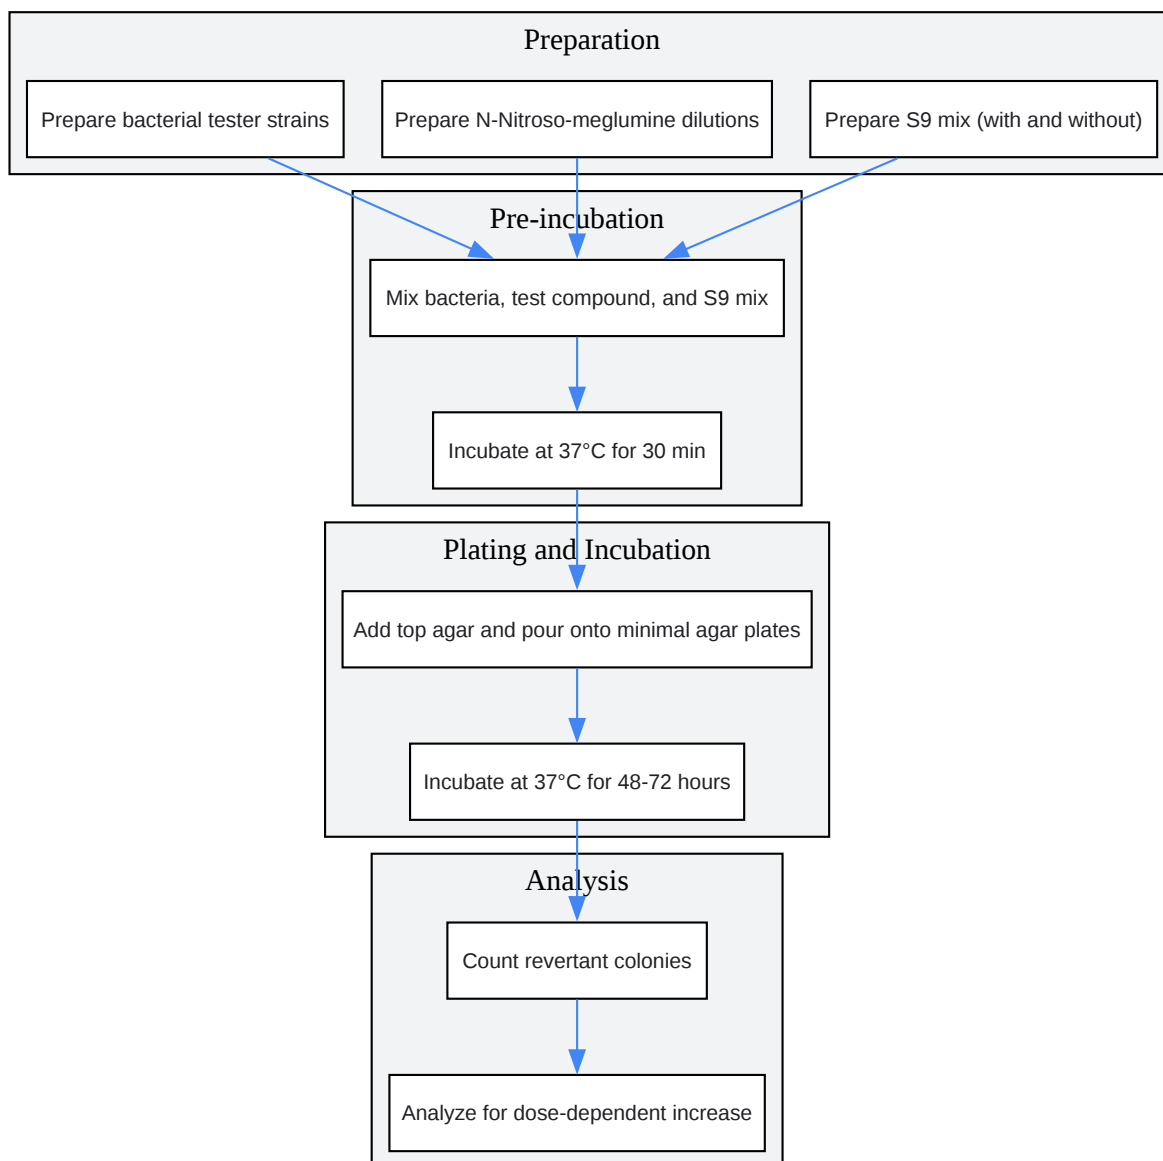 Preparation
Prepare bacterial tester strains
Prepare N-Nitroso-meglumine dilutions
Prepare S9 mix (with and without)
Pre-incubation
Mix bacteria, test compound, and S9 mix
Incubate at 37°C for 30 min
Plating and Incubation
Add top agar and pour onto minimal agar plates
Incubate at 37°C for 48-72 hours
Analysis
Count revertant colonies
Analyze for dose-dependent increase